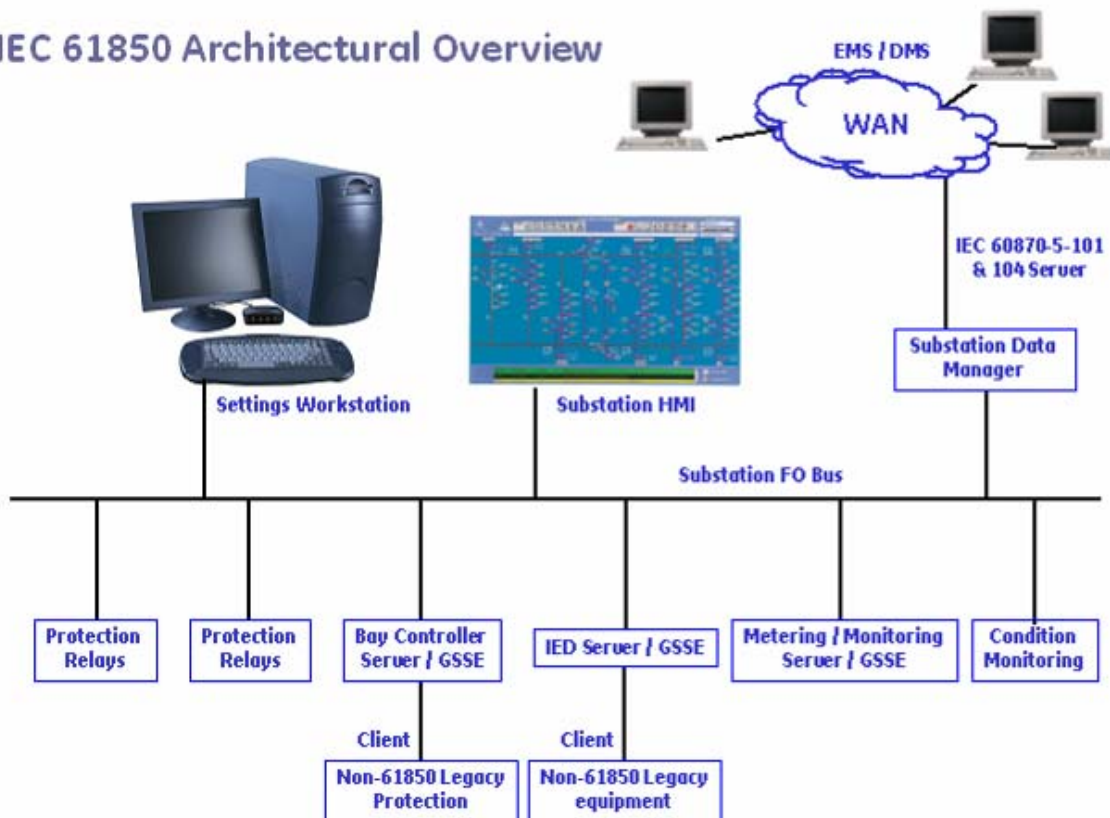 IEC 61850 Architectural Overview
EMS / DMS
WAN
IEC 60870-5-101
& 104 Server
Substation Data
Manager
Settings Workstation
Substation HMI
Substation FO Bus
Protection
Relays
Protection
Relays
Bay Controller
Server / GSSE
IED Server / GSSE
Metering / Monitoring
Server / GSSE
Condition
Monitoring
Client
Client
Non-61850 Legacy
Protection
Non-61850 Legacy
equipment